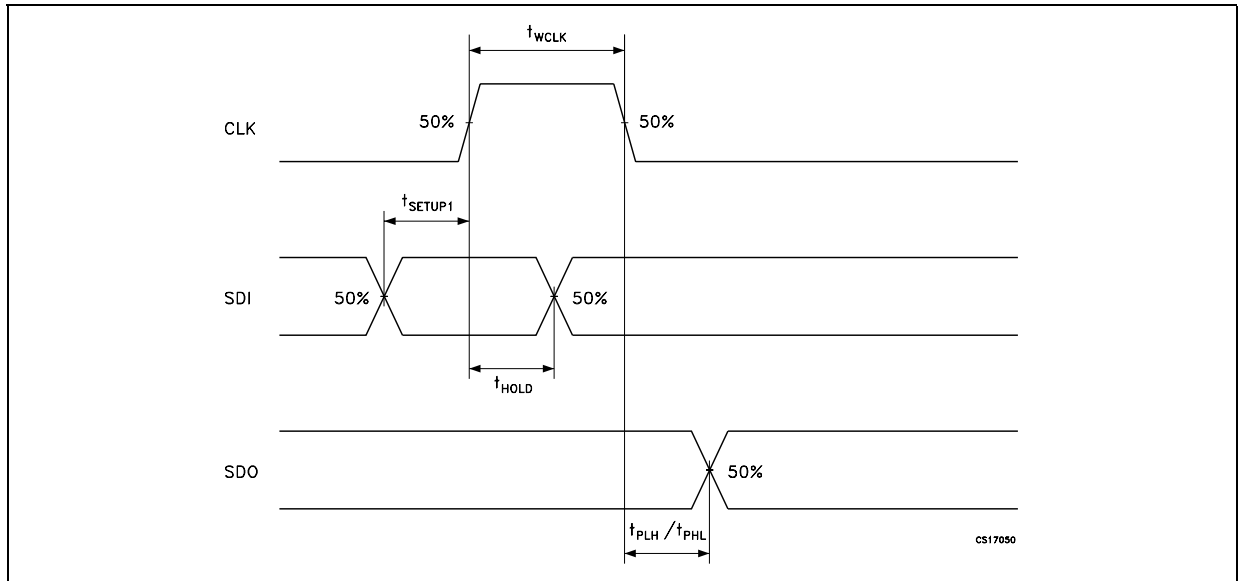 tWCLK
50%
50%
CLK
tSETUP1
50%
50%
SDI
tHOLD
SDO
50%
tPLH /tPHL
CS17050